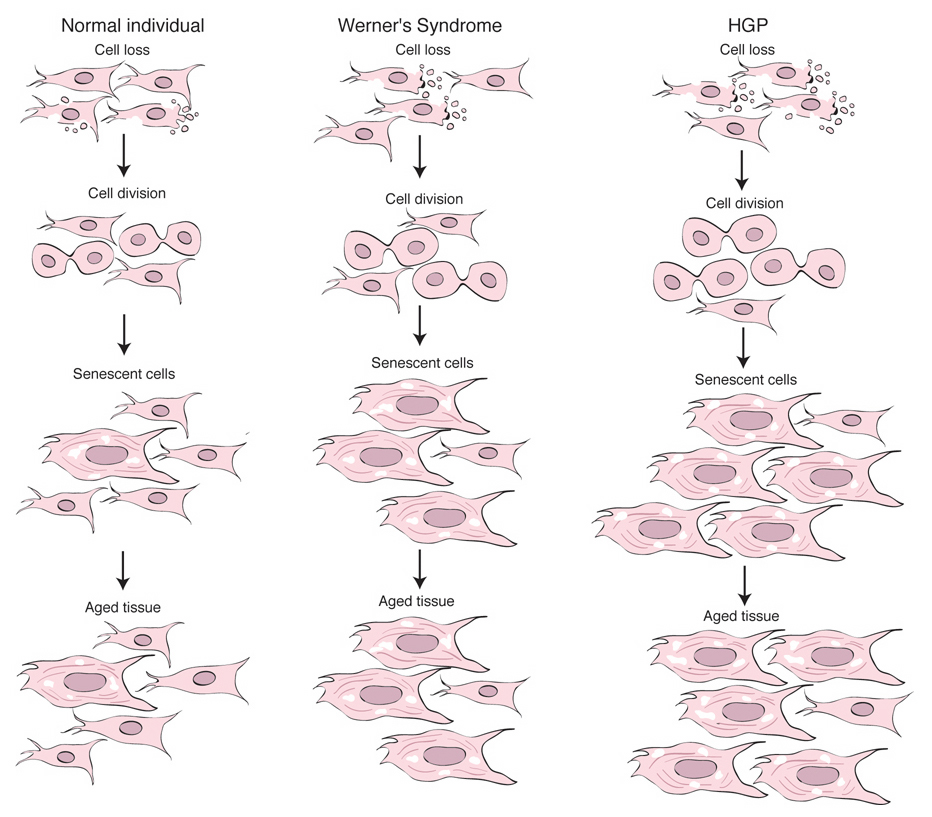 Normal individual
Cell loss
Cell division
Senescent cells
Aged tissue
Werner's Syndrome
Cell loss
Cell division
Senescent cells
Aged tissue
HGP
Cell loss
Cell division
Senescent cells
Aged tissue